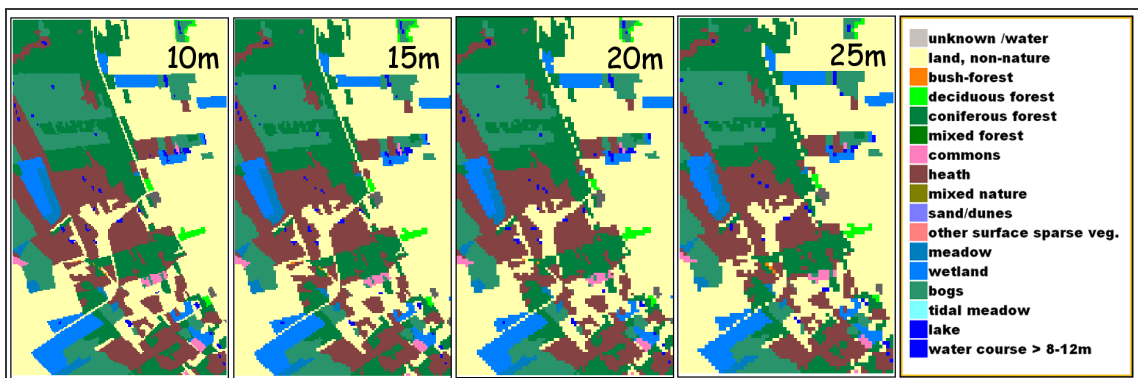 10m
15m
20m
25m
unknown /water
land, non-nature
bush-forest
deciduous forest
coniferous forest
mixed forest
commons
heath
mixed nature
sand/dunes
other surface sparse veg.
meadow
wetland
bogs
tidal meadow
lake
water course > 8-12m